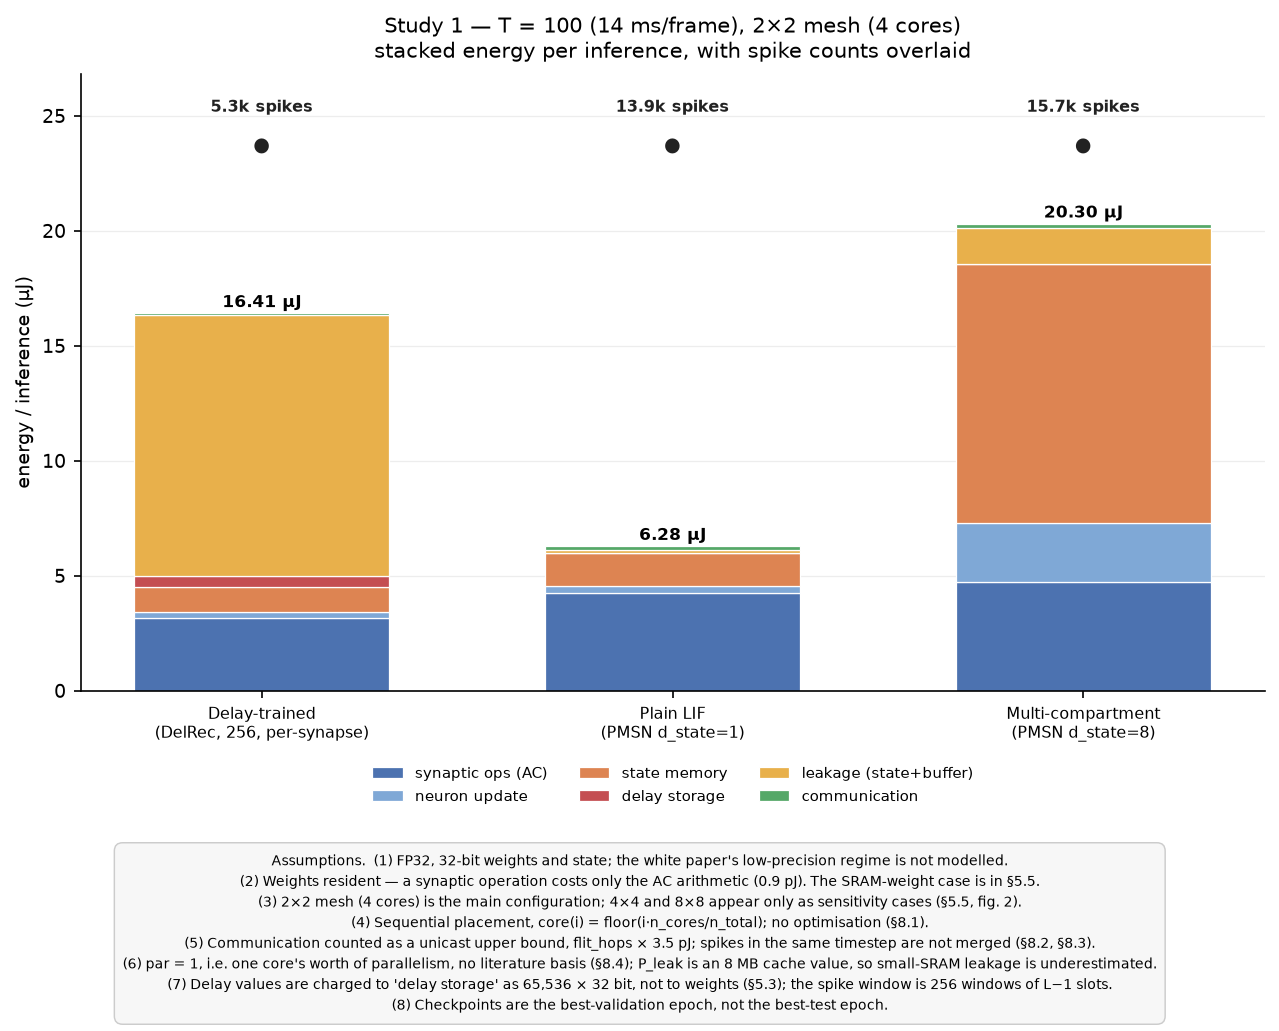 Study 1 — T = 100 (14 ms/frame), 2×2 mesh (4 cores)
stacked energy per inference, with spike counts overlaid
energy / inference (µJ)
25
20
15
10
5
0
5.3k spikes
13.9k spikes
15.7k spikes
16.41 µJ
6.28 µJ
20.30 µJ
Delay-trained
(DelRec, 256, per-synapse)
Plain LIF
(PMSN d_state=1)
Multi-compartment
(PMSN d_state=8)
synaptic ops (AC)
neuron update
state memory
delay storage
leakage (state+buffer)
communication
Assumptions.  (1) FP32, 32-bit weights and state; the white paper's low-precision regime is not modelled.
(2) Weights resident — a synaptic operation costs only the AC arithmetic (0.9 pJ). The SRAM-weight case is in §5.5.
(3) 2×2 mesh (4 cores) is the main configuration; 4×4 and 8×8 appear only as sensitivity cases (§5.5, fig. 2).
(4) Sequential placement, core(i) = floor(i·n_cores/n_total); no optimisation (§8.1).
(5) Communication counted as a unicast upper bound, flit_hops × 3.5 pJ; spikes in the same timestep are not merged (§8.2, §8.3).
(6) par = 1, i.e. one core's worth of parallelism, no literature basis (§8.4); P_leak is an 8 MB cache value, so small-SRAM leakage is underestimated.
(7) Delay values are charged to 'delay storage' as 65,536 × 32 bit, not to weights (§5.3); the spike window is 256 windows of L−1 slots.
(8) Checkpoints are the best-validation epoch, not the best-test epoch.